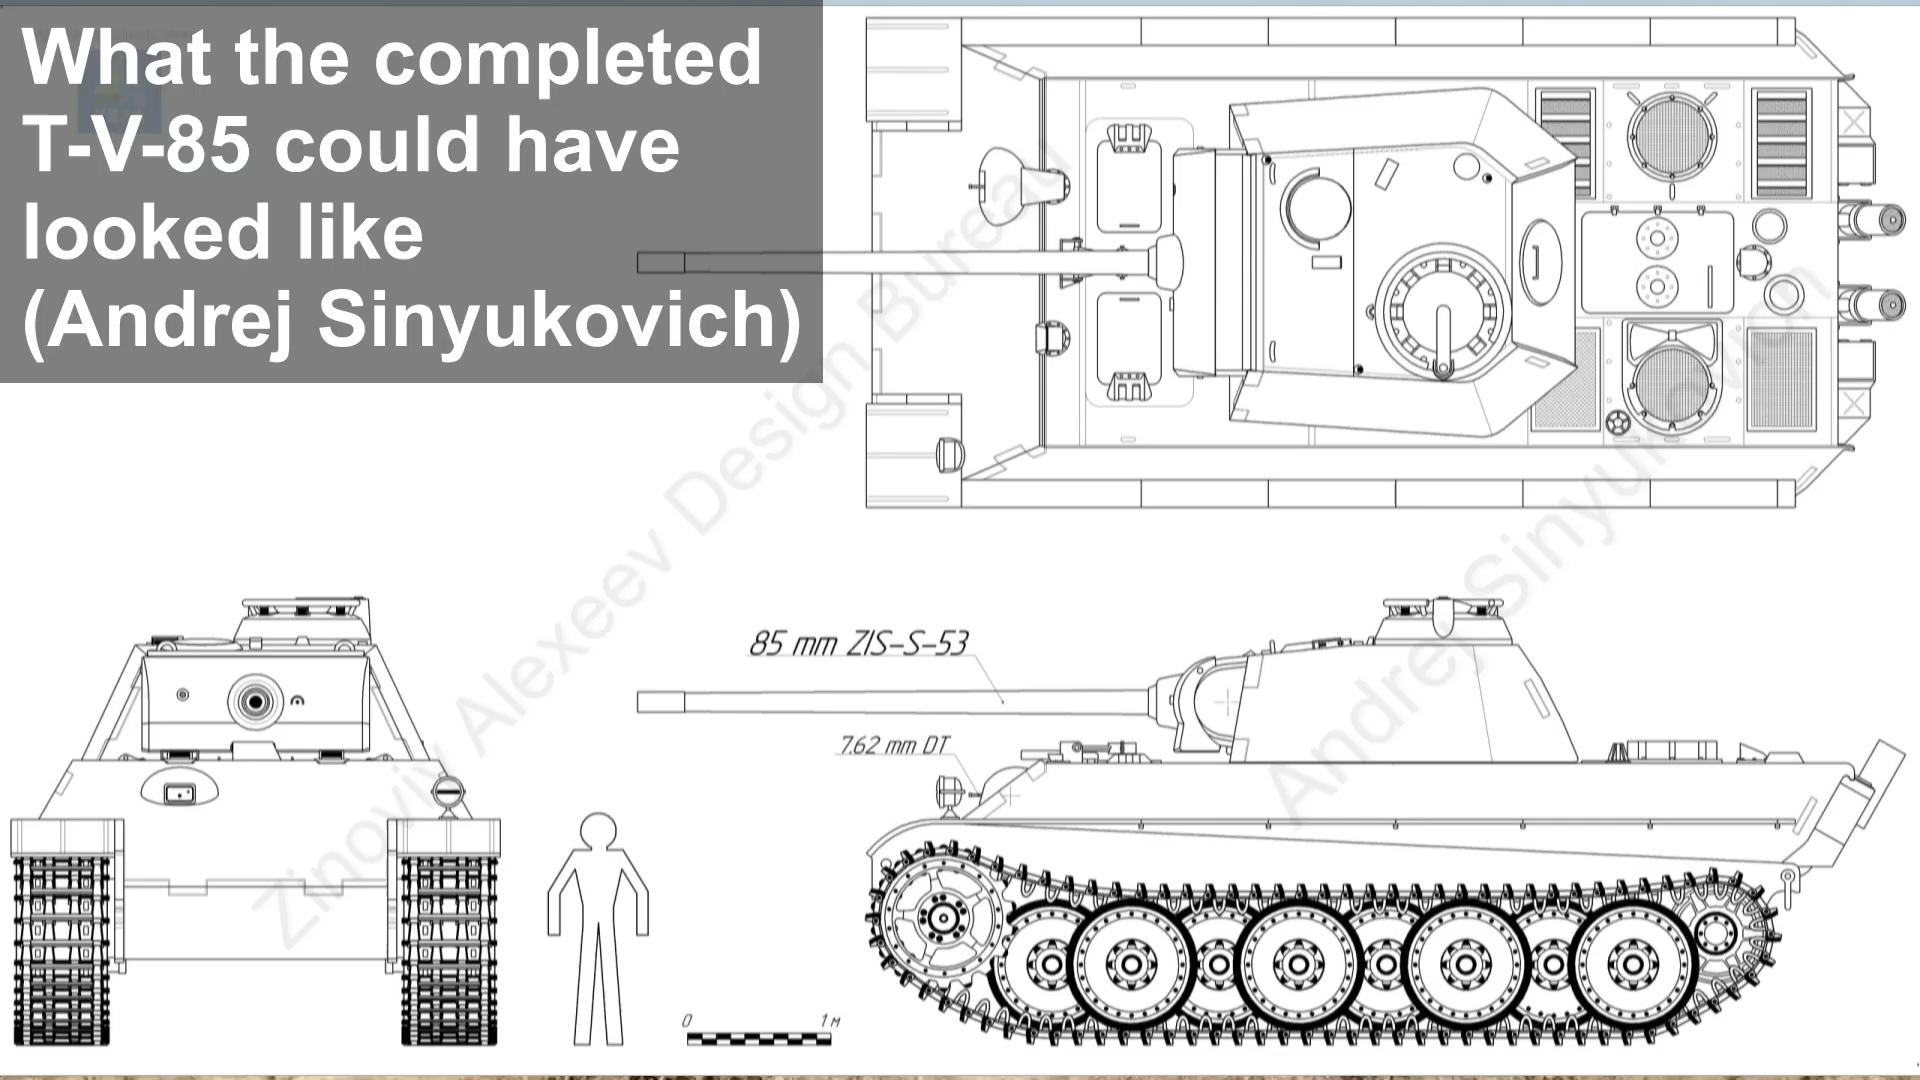 What the completed
T-V-85 could have
looked like
(Andrej Sinyukovich)
85 mm ZIS-S-53
7.62 mm DT
0 1м
Zinoviy Alexeev Design Bureau
Andrej Sinyukovich